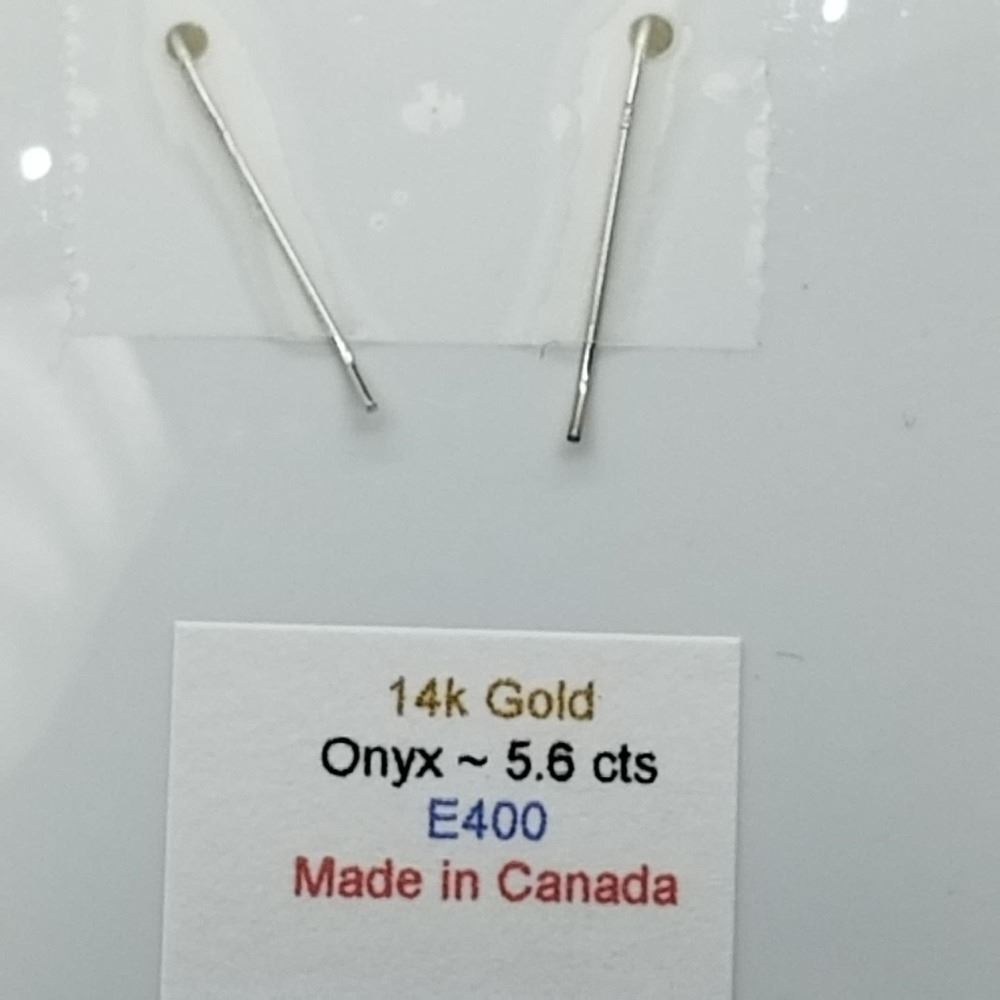 14k Gold
Onyx ~ 5.6 cts
E400
Made in Canada